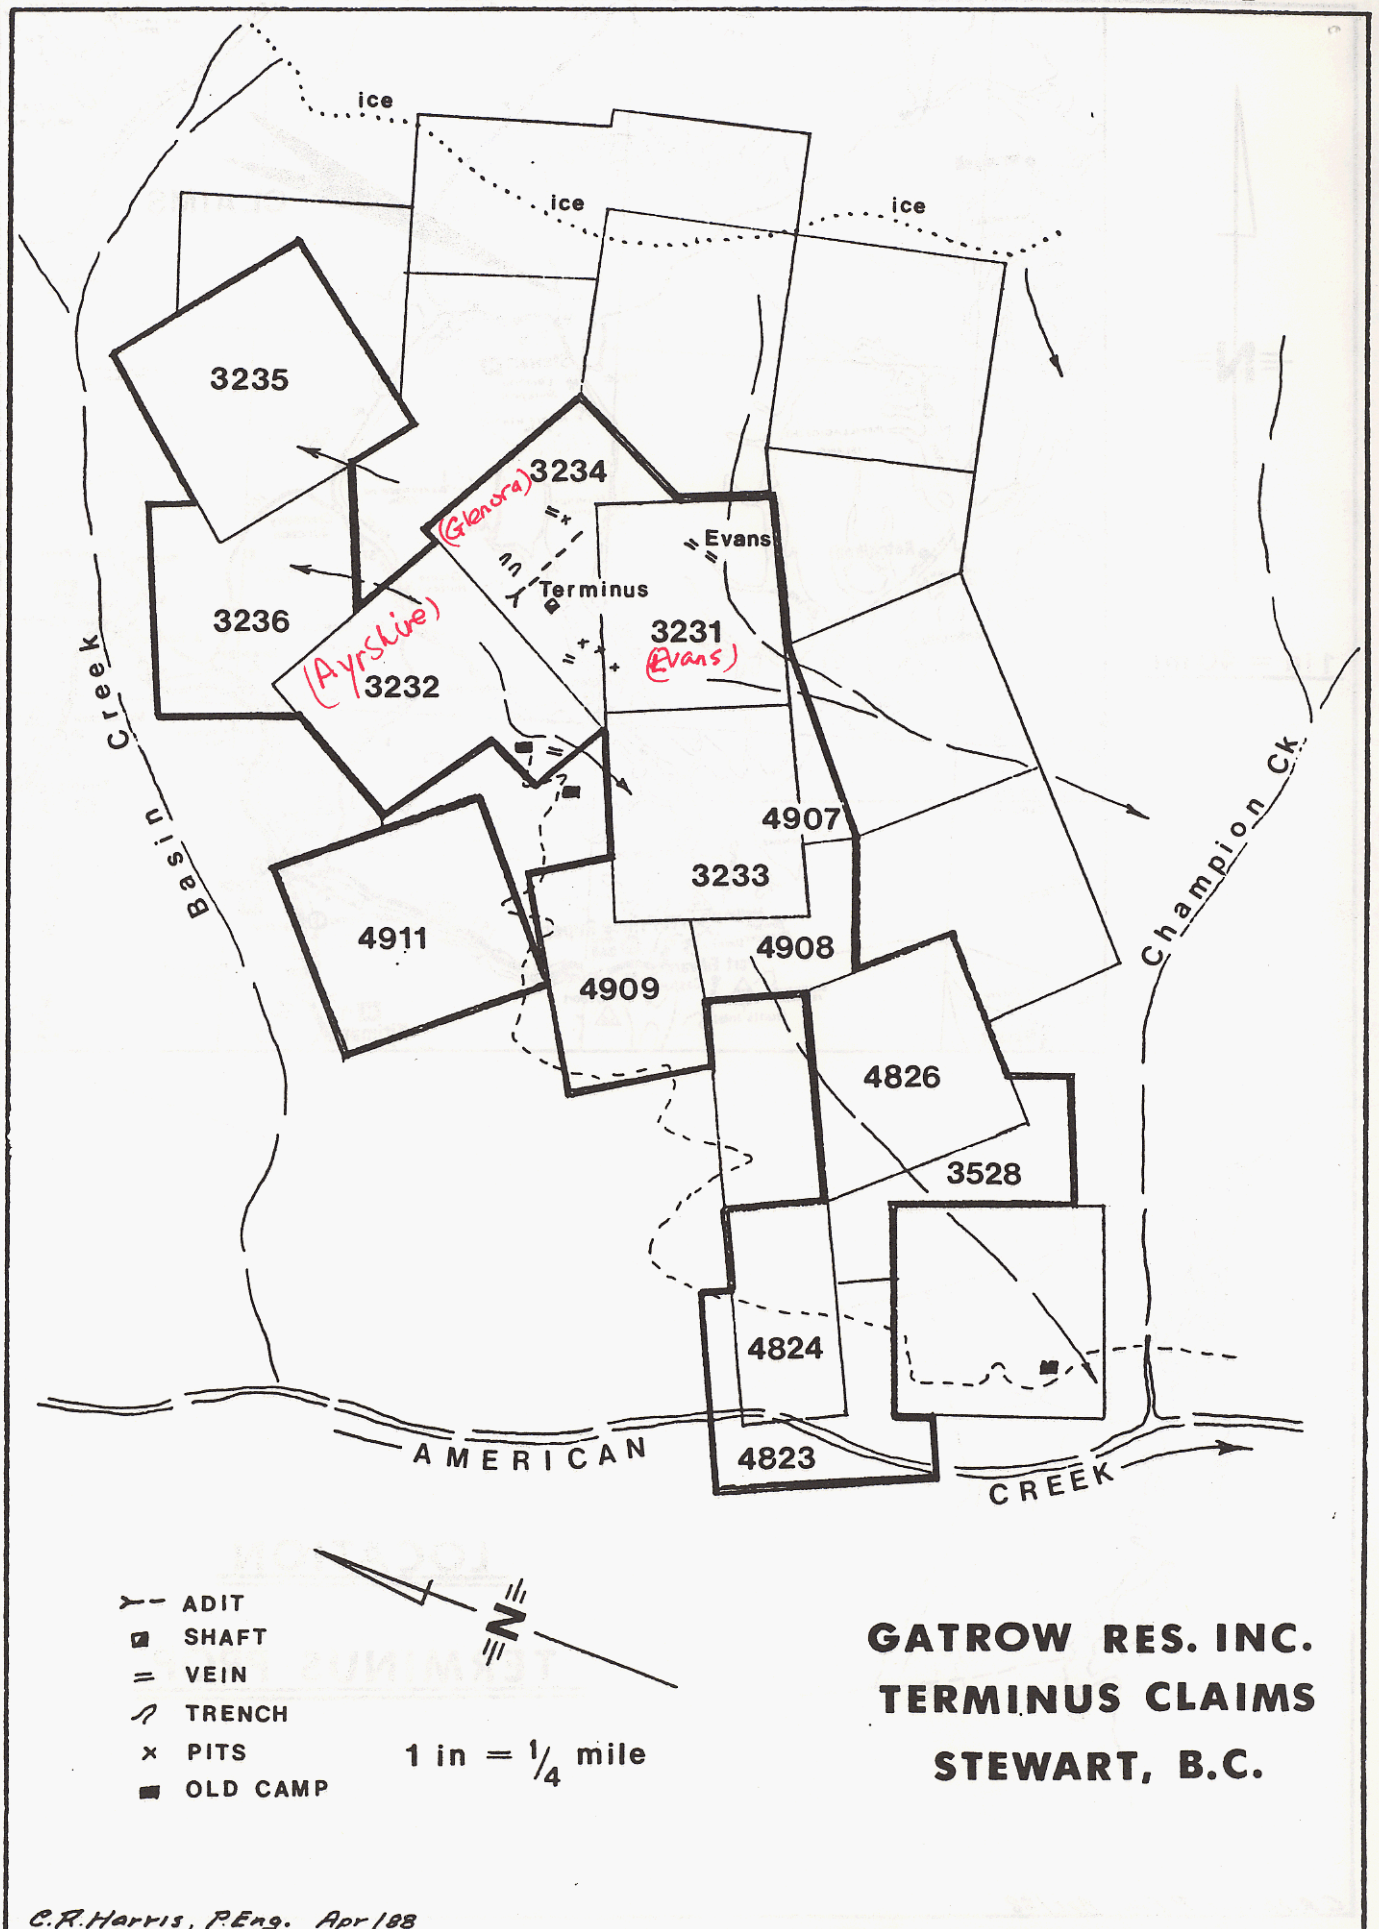 ice
ice
ice
3235
3234
(Glenora)
Evans
Terminus
3236
3231
(Evans)
(Ayrshire)
3232
Basin Creek
Champion Ck
4907
3233
4911
4908
4909
4826
3528
4824
4823
AMERICAN CREEK
N
ADIT
SHAFT
VEIN
TRENCH
PITS
OLD CAMP
1 in = 1/4 mile
GATROW RES. INC.
TERMINUS CLAIMS
STEWART, B.C.
C.R. Harris, P.Eng. Apr/88